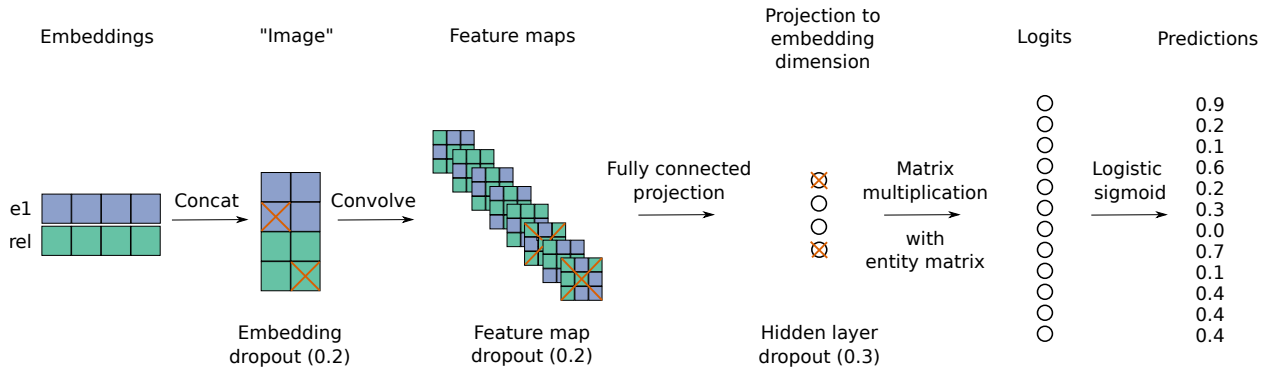 Embeddings
"Image"
Feature maps
Projection to
embedding
dimension
Logits
Predictions
e1
rel
Concat
Convolve
Fully connected
projection
Matrix
multiplication
with
entity matrix
Logistic
sigmoid
0.9
0.2
0.1
0.6
0.2
0.3
0.0
0.7
0.1
0.4
0.4
0.4
Embedding
dropout (0.2)
Feature map
dropout (0.2)
Hidden layer
dropout (0.3)